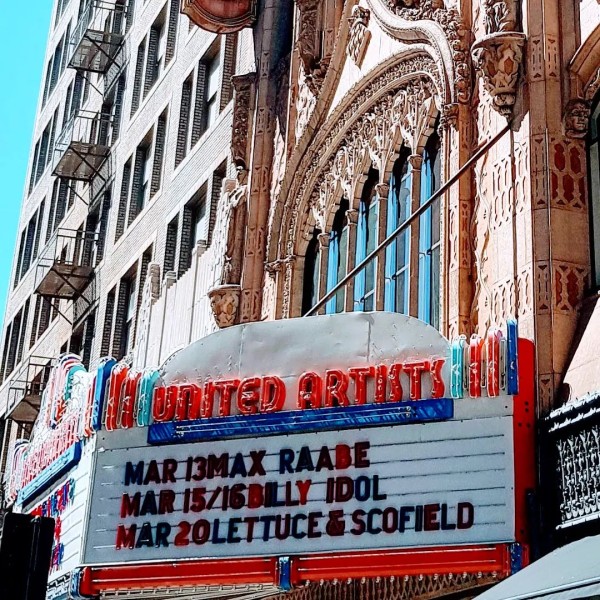 UNITED ARTISTS
MAR 13 MAX RAABE
MAR 15/16 BILLY IDOL
MAR 20 LETTUCE & SCOFIELD